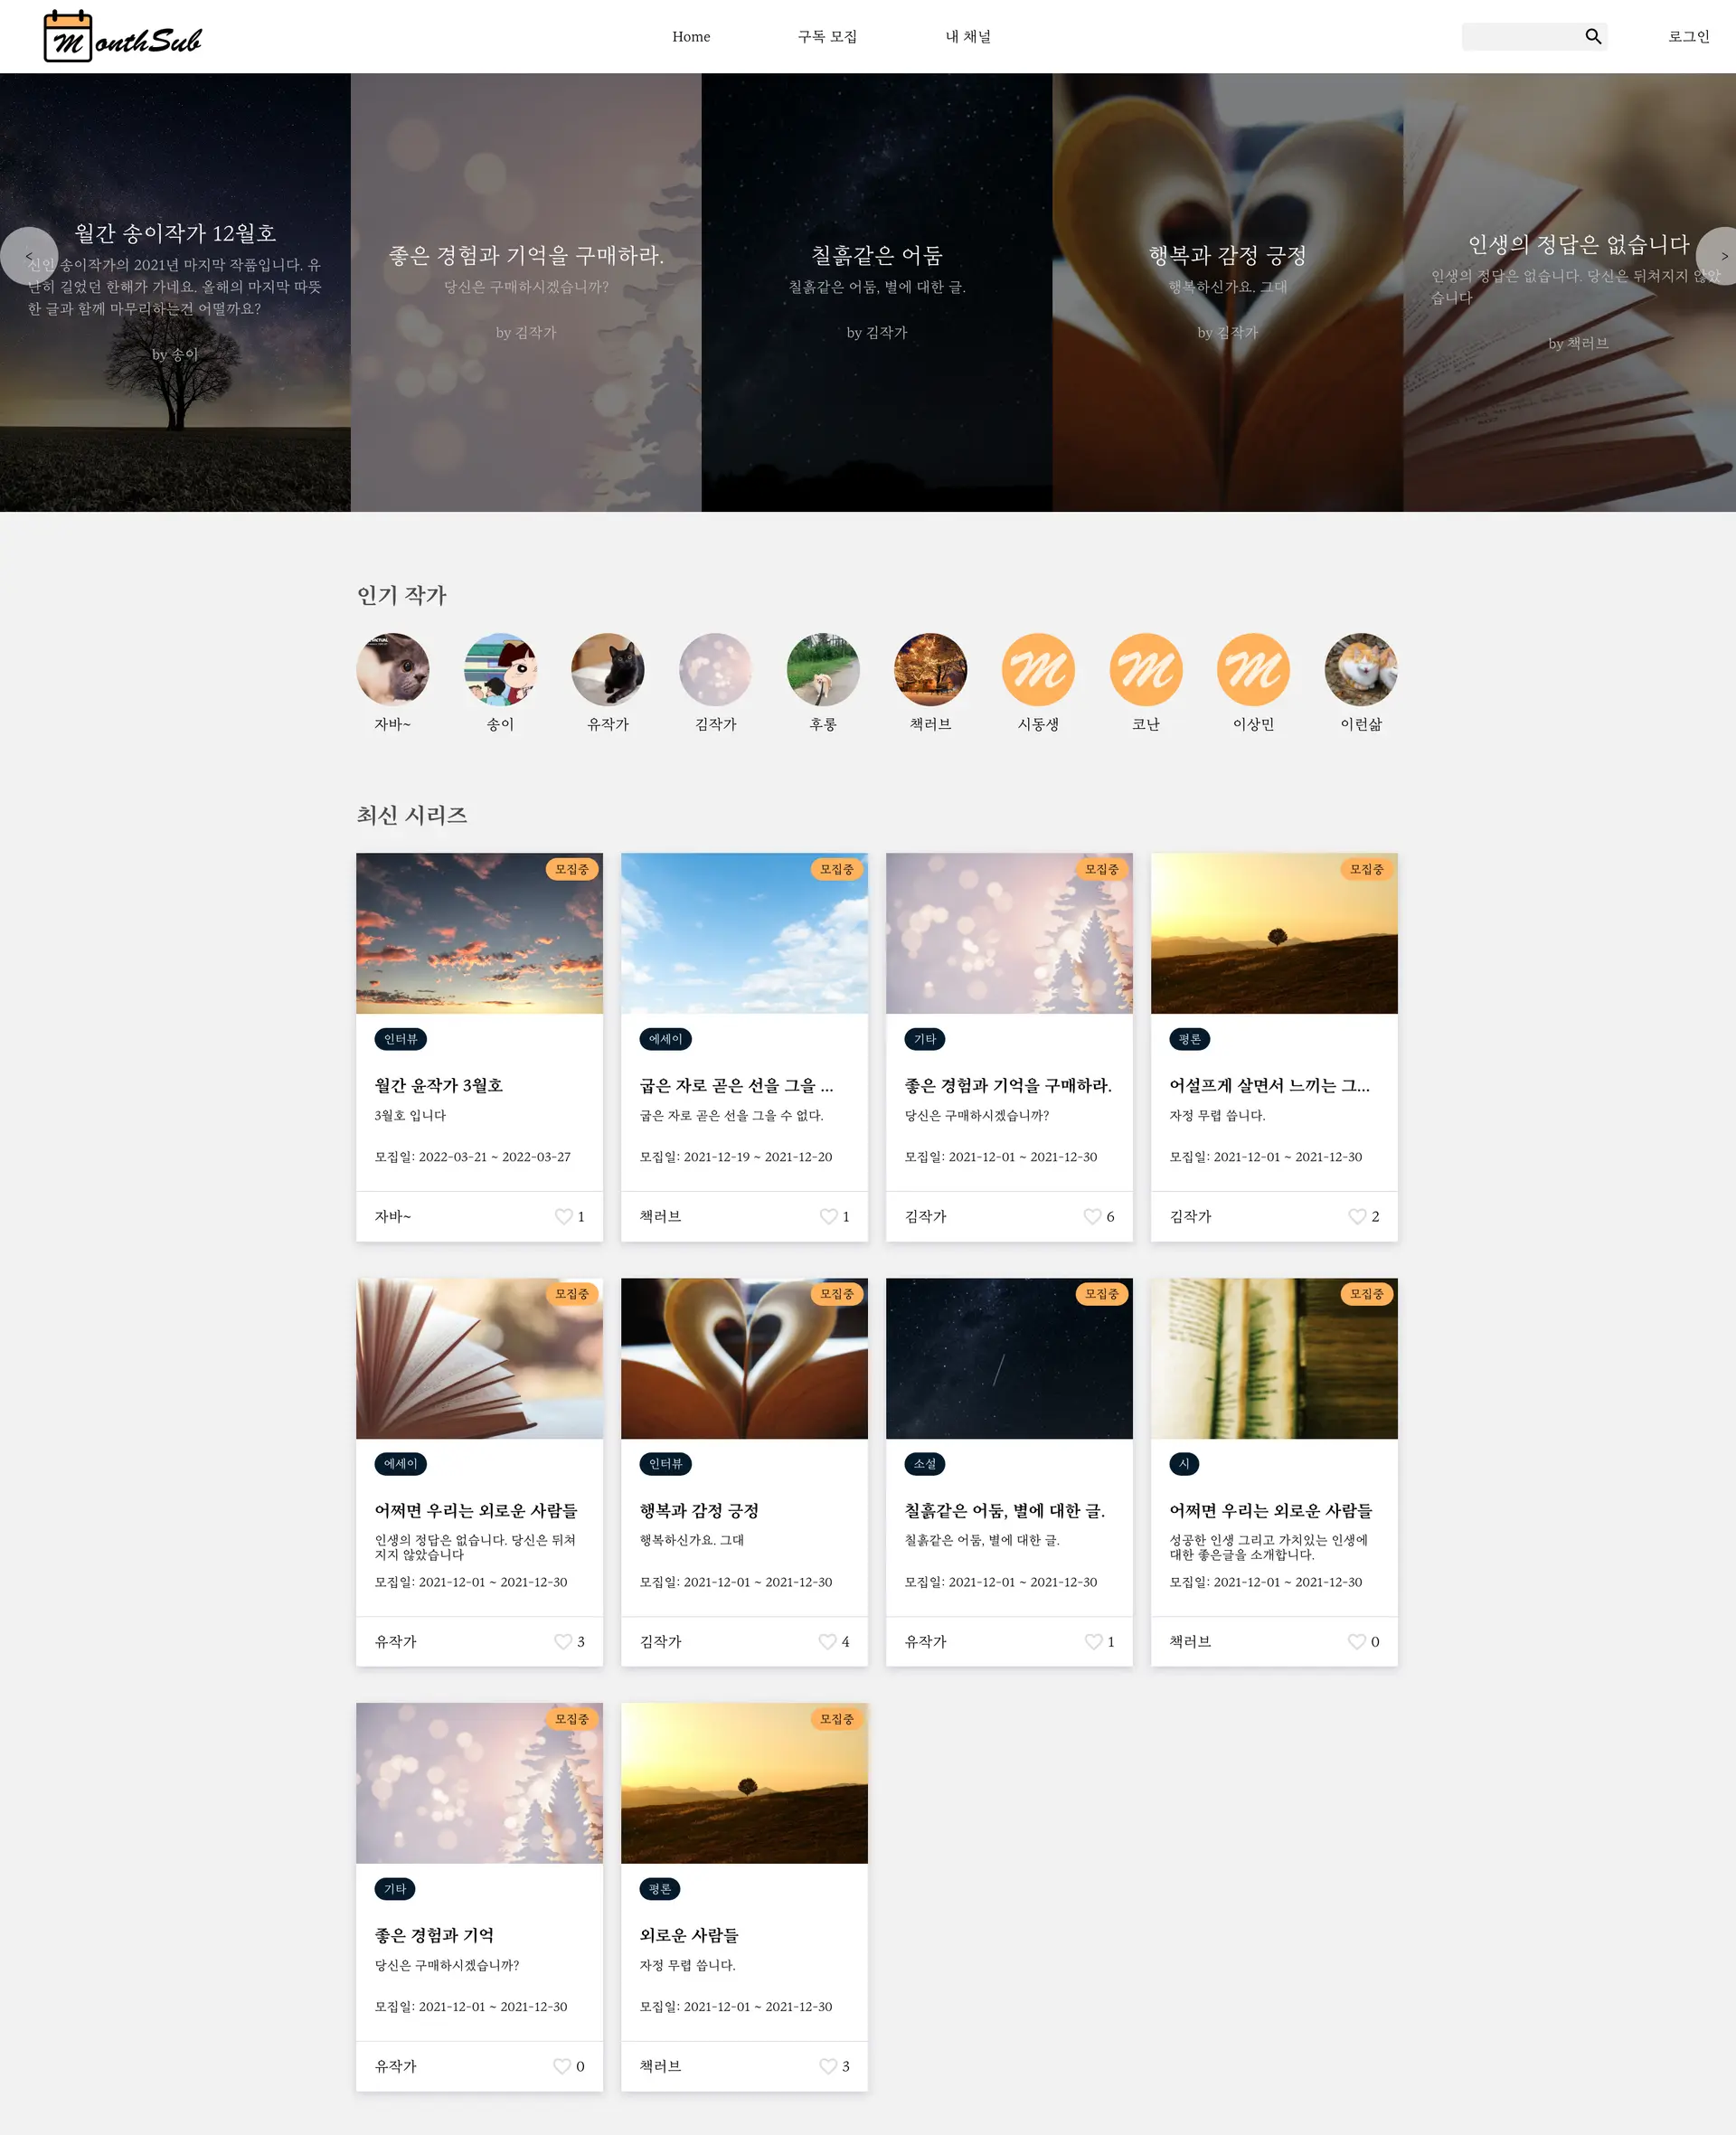 MonthSub
Home
구독 모집
내 채널
로그인
월간 송이작가 12월호
신인 송이작가의 2021년 마지막 작품입니다. 유
난히 길었던 한해가 가네요. 올해의 마지막 따뜻
한 글과 함께 마무리하는건 어떨까요?
by 송이
좋은 경험과 기억을 구매하라.
당신은 구매하시겠습니까?
by 김작가
칠흙같은 어둠
칠흙같은 어둠, 별에 대한 글.
by 김작가
행복과 감정 긍정
행복하신가요. 그대
by 김작가
인생의 정답은 없습니다
인생의 정답은 없습니다. 당신은 뒤쳐지지 않았
습니다
by 책러브
<
>
인기 작가
자바~
송이
유작가
김작가
후롱
책러브
시동생
코난
이상민
이런삶
최신 시리즈
모집중
인터뷰
월간 윤작가 3월호
3월호 입니다
모집일: 2022-03-21 ~ 2022-03-27
자바~
1
모집중
에세이
굽은 자로 곧은 선을 그을 ...
굽은 자로 곧은 선을 그을 수 없다.
모집일: 2021-12-19 ~ 2021-12-20
책러브
1
모집중
기타
좋은 경험과 기억을 구매하라.
당신은 구매하시겠습니까?
모집일: 2021-12-01 ~ 2021-12-30
김작가
6
모집중
평론
어설프게 살면서 느끼는 그...
자정 무렵 씁니다.
모집일: 2021-12-01 ~ 2021-12-30
김작가
2
모집중
에세이
어쩌면 우리는 외로운 사람들
인생의 정답은 없습니다. 당신은 뒤쳐
지지 않았습니다
모집일: 2021-12-01 ~ 2021-12-30
유작가
3
모집중
인터뷰
행복과 감정 긍정
행복하신가요. 그대
모집일: 2021-12-01 ~ 2021-12-30
김작가
4
모집중
소설
칠흙같은 어둠, 별에 대한 글.
칠흙같은 어둠, 별에 대한 글.
모집일: 2021-12-01 ~ 2021-12-30
유작가
1
모집중
시
어쩌면 우리는 외로운 사람들
성공한 인생 그리고 가치있는 인생에
대한 좋은글을 소개합니다.
모집일: 2021-12-01 ~ 2021-12-30
책러브
0
모집중
기타
좋은 경험과 기억
당신은 구매하시겠습니까?
모집일: 2021-12-01 ~ 2021-12-30
유작가
0
모집중
평론
외로운 사람들
자정 무렵 씁니다.
모집일: 2021-12-01 ~ 2021-12-30
책러브
3